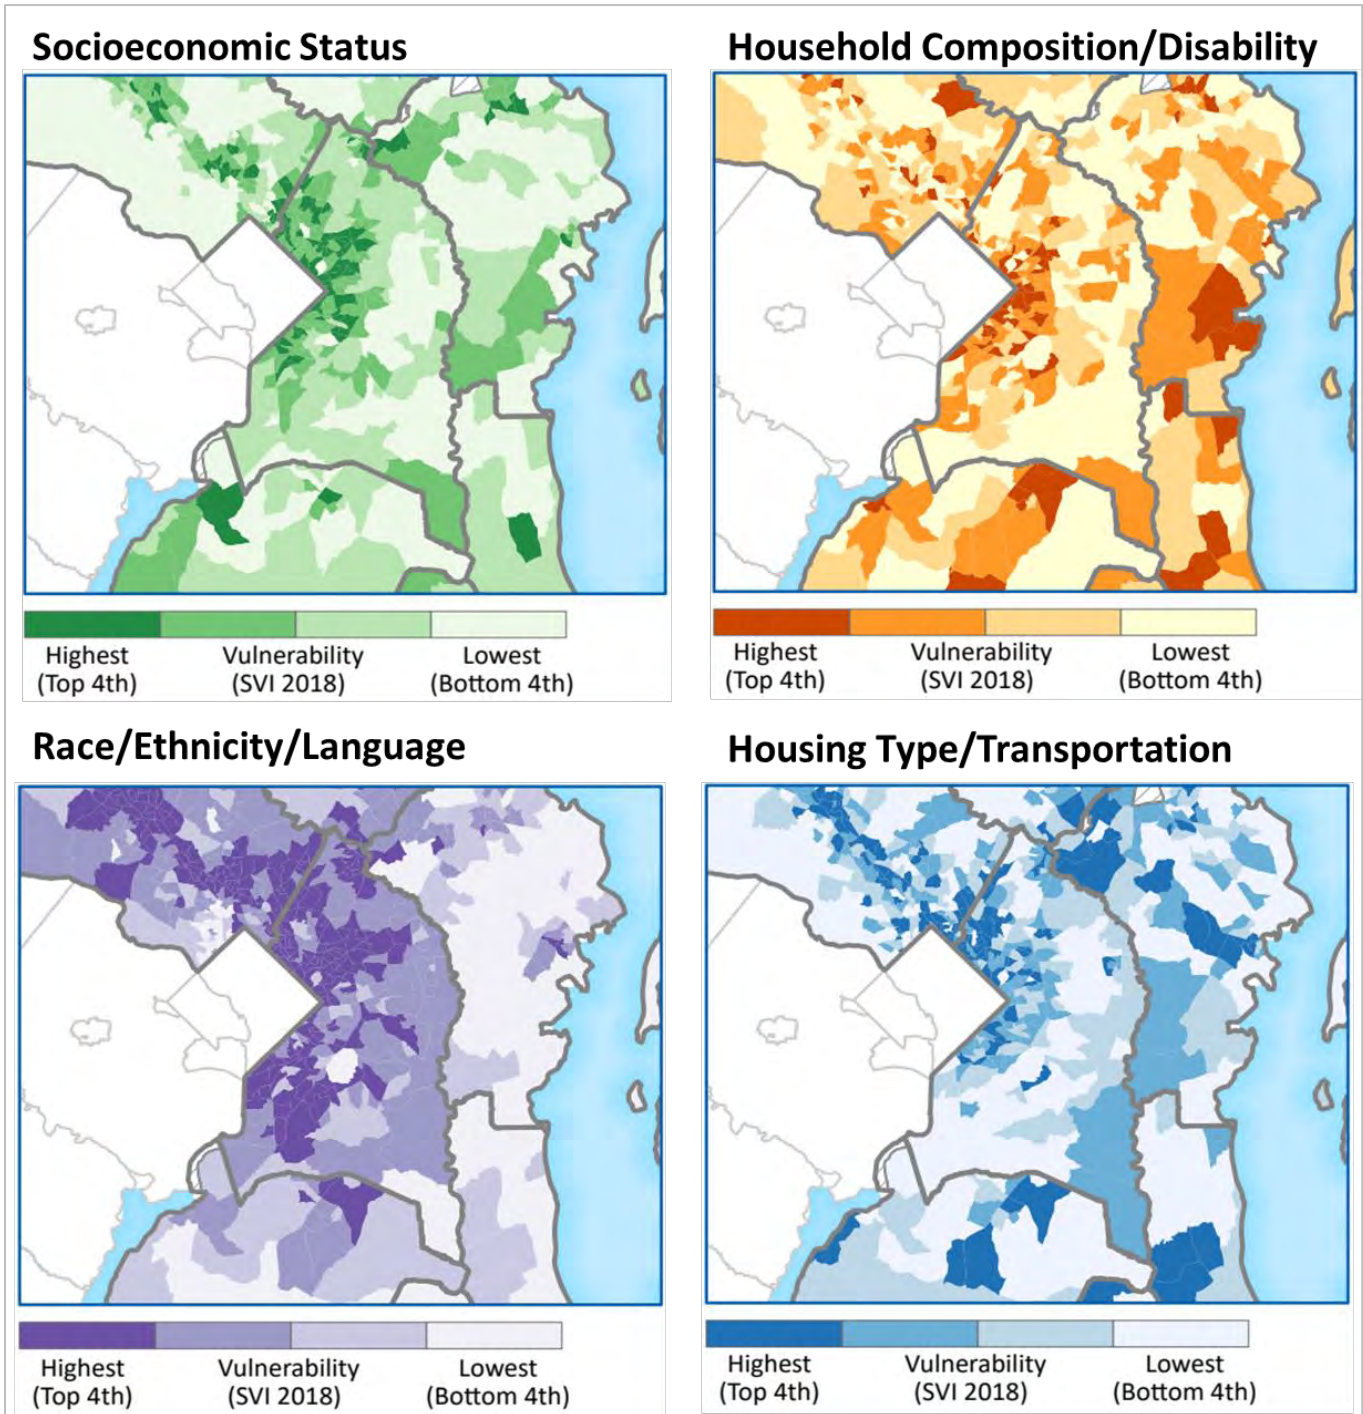 Socioeconomic Status
Household Composition/Disability
Highest
(Top 4th)
Vulnerability
(SVI 2018)
Lowest
(Bottom 4th)
Highest
(Top 4th)
Vulnerability
(SVI 2018)
Lowest
(Bottom 4th)
Race/Ethnicity/Language
Housing Type/Transportation
Highest
(Top 4th)
Vulnerability
(SVI 2018)
Lowest
(Bottom 4th)
Highest
(Top 4th)
Vulnerability
(SVI 2018)
Lowest
(Bottom 4th)